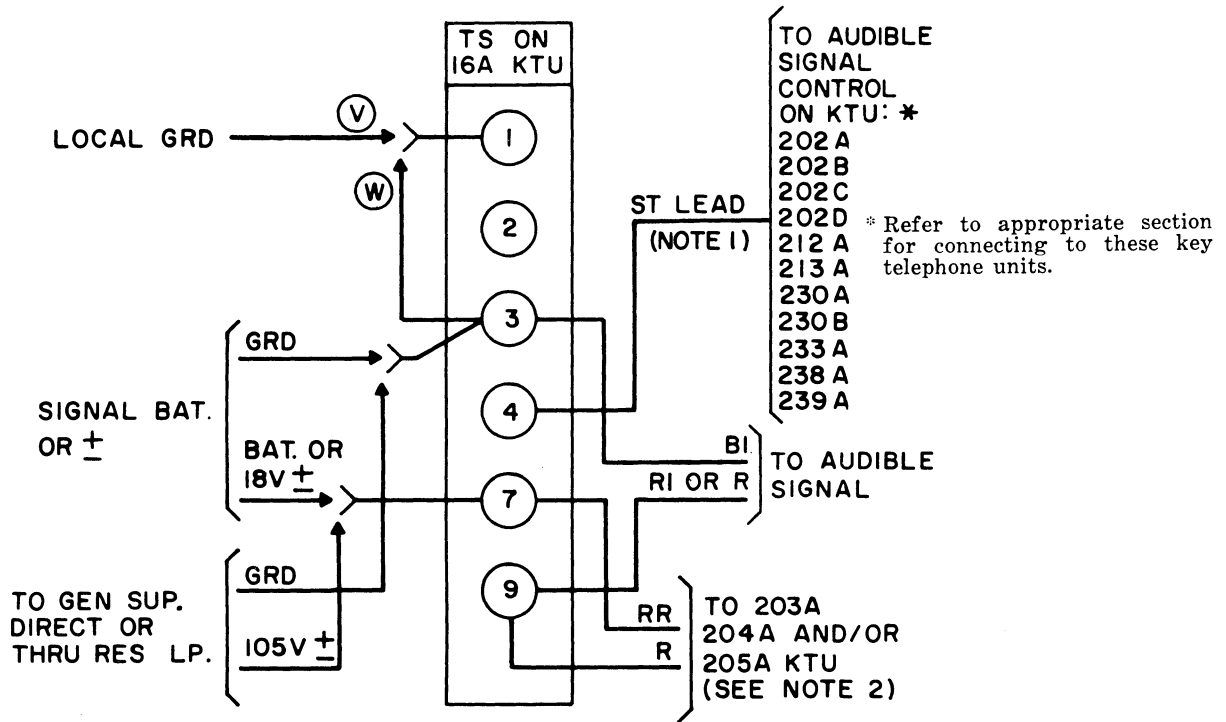 TS ON
16A KTU
LOCAL GRD
V
W
1
2
3
4
7
9
GRD
SIGNAL BAT.
OR ±
BAT. OR
18V ±
GRD
TO GEN SUP.
DIRECT OR
THRU RES LP.
105V ±
ST LEAD
(NOTE 1)
TO AUDIBLE
SIGNAL
CONTROL
ON KTU: *
202A
202B
202C
202D
212A
213A
230A
230B
233A
238A
239A
* Refer to appropriate section
for connecting to these key
telephone units.
B1
R1 OR R
TO AUDIBLE
SIGNAL
RR
R
TO 203A
204A AND/OR
205A KTU
(SEE NOTE 2)